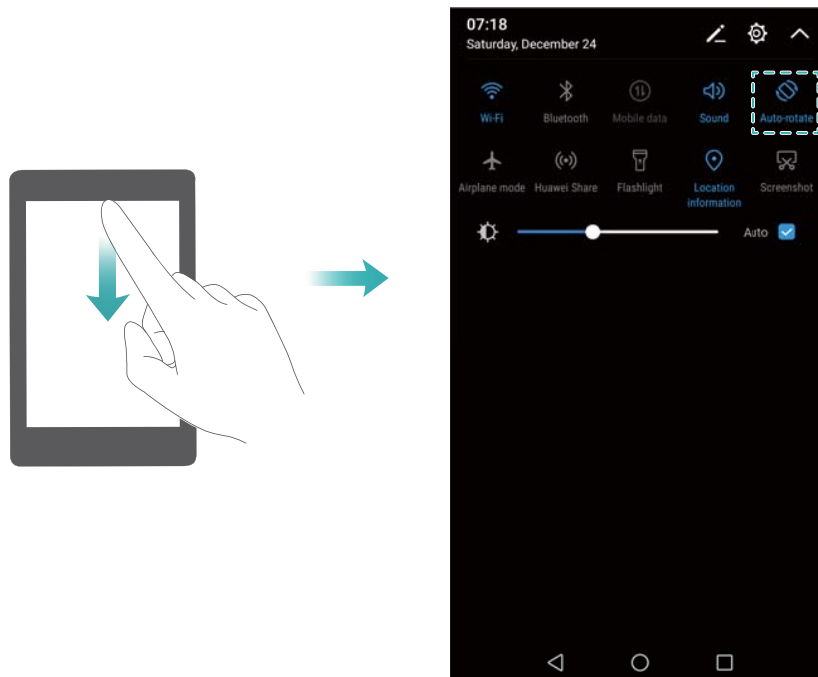 07:18
Saturday, December 24
Wi-Fi
Bluetooth
Mobile data
Sound
Auto-rotate
Airplane mode
Huawei Share
Flashlight
Location
information
Screenshot
Auto